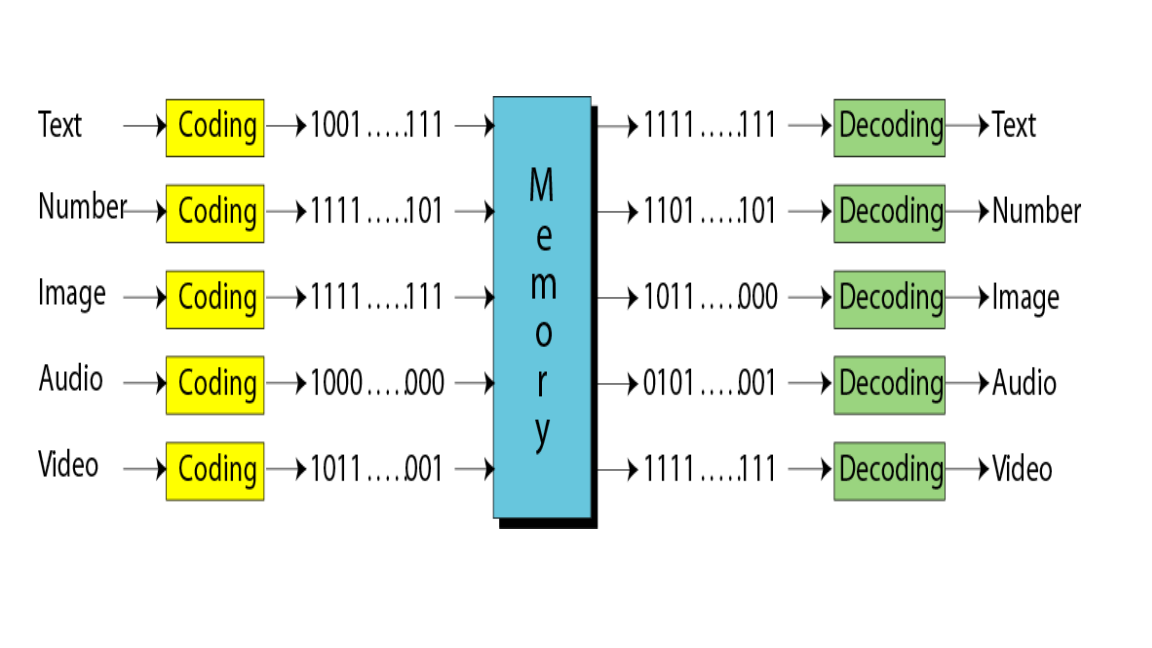 Text Coding 1001.....111 1111.....111 Decoding Text
Number Coding 1111.....101 1101.....101 Decoding Number
Image Coding 1111.....111 1011.....000 Decoding Image
Audio Coding 1000.....000 0101.....001 Decoding Audio
Video Coding 1011.....001 1111.....111 Decoding Video
Memory